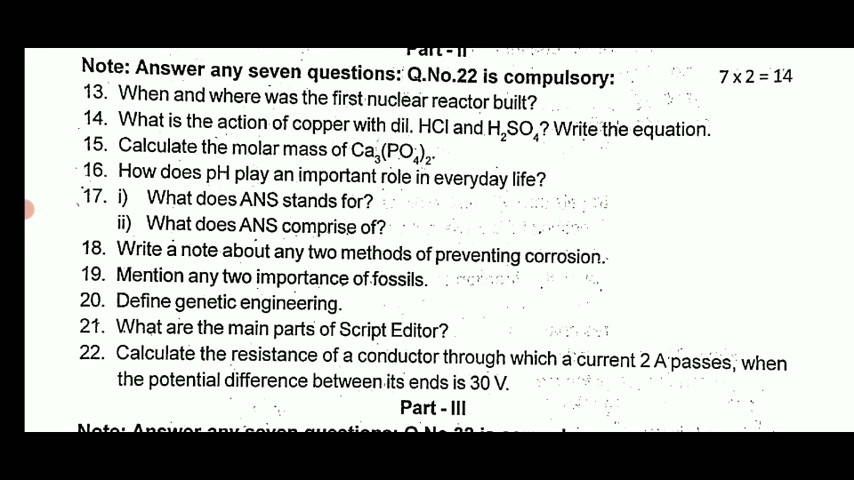 Part - II
Note: Answer any seven questions: Q.No.22 is compulsory: 7 x 2 = 14
13. When and where was the first nuclear reactor built?
14. What is the action of copper with dil. HCl and H₂SO₄? Write the equation.
15. Calculate the molar mass of Ca₃(PO₄)₂.
16. How does pH play an important role in everyday life?
17. i) What does ANS stands for?
ii) What does ANS comprise of?
18. Write a note about any two methods of preventing corrosion.
19. Mention any two importance of fossils.
20. Define genetic engineering.
21. What are the main parts of Script Editor?
22. Calculate the resistance of a conductor through which a current 2 A passes, when
the potential difference between its ends is 30 V.
Part - III
Note: Answer any seven questions: Q.No